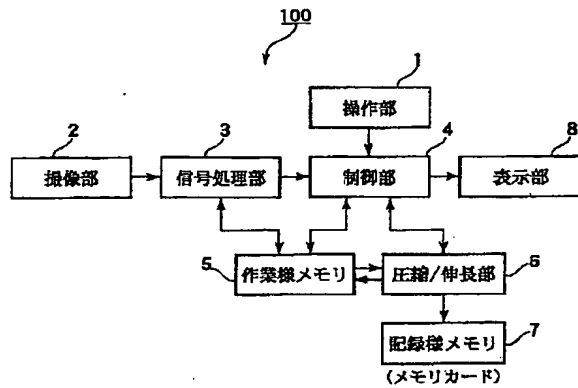 100
1
操作部
2
3
4
8
撮像部
信号処理部
制御部
表示部
5
作業様メモリ
圧縮/伸長部
6
記録様メモリ
7
(メモリカード)